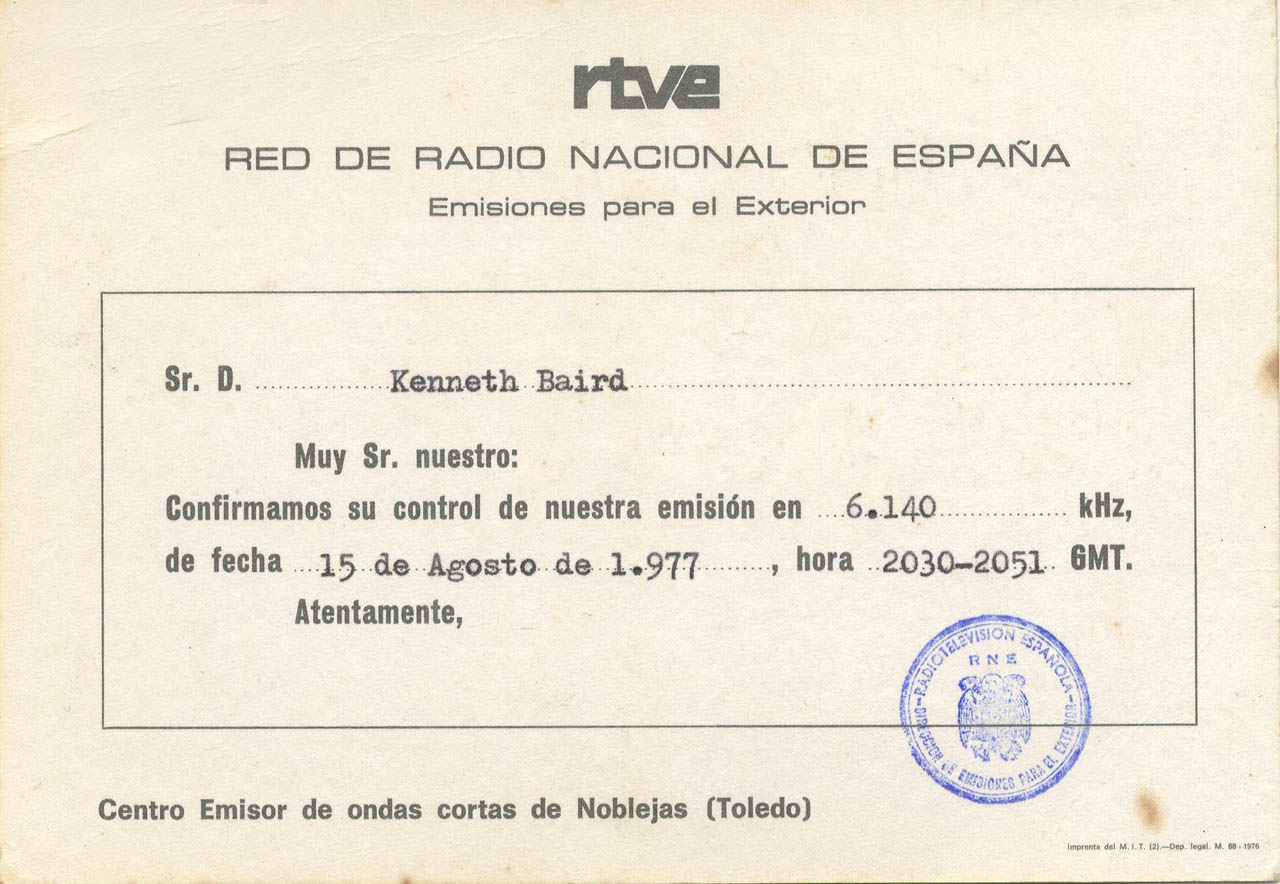 rtve
RED DE RADIO NACIONAL DE ESPAÑA
Emisiones para el Exterior
Sr. D. ................Kenneth Baird................
Muy Sr. nuestro:
Confirmamos su control de nuestra emisión en ....6.140................ kHz,
de fecha ....15 de Agosto de 1.977.........., hora ..2030-2051.. GMT.
Atentamente,
RADIOTELEVISION ESPAÑOLA
RNE
DIRECCION DE EMISIONES PARA EL EXTERIOR
Centro Emisor de ondas cortas de Noblejas (Toledo)
Imprenta del M. I. T. (2).—Dep. legal. M. 68 - 1976